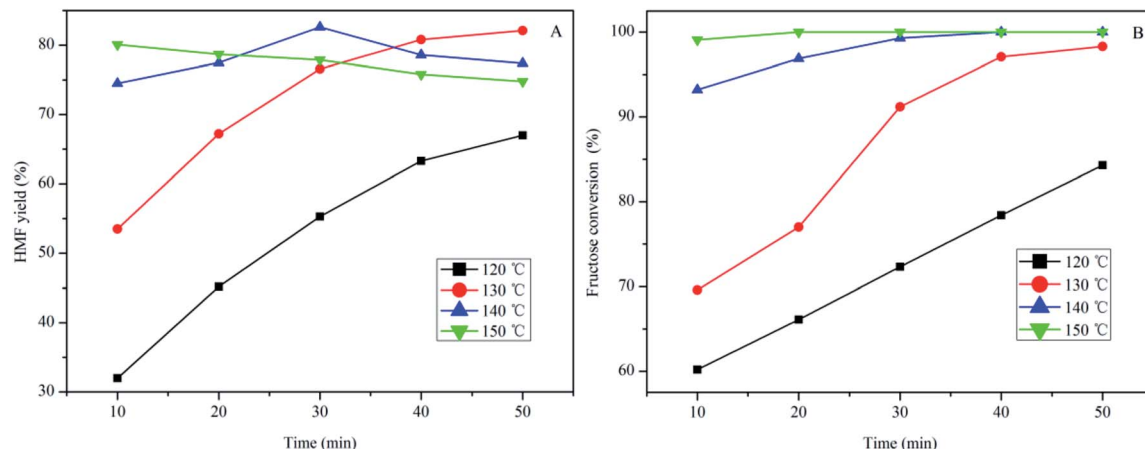 A
HMF yield (%)
80
70
60
50
40
30
10 20 30 40 50
Time (min)
120 ℃
130 ℃
140 ℃
150 ℃
B
Fructose conversion (%)
100
90
80
70
60
10 20 30 40 50
Time (min)
120 ℃
130 ℃
140 ℃
150 ℃